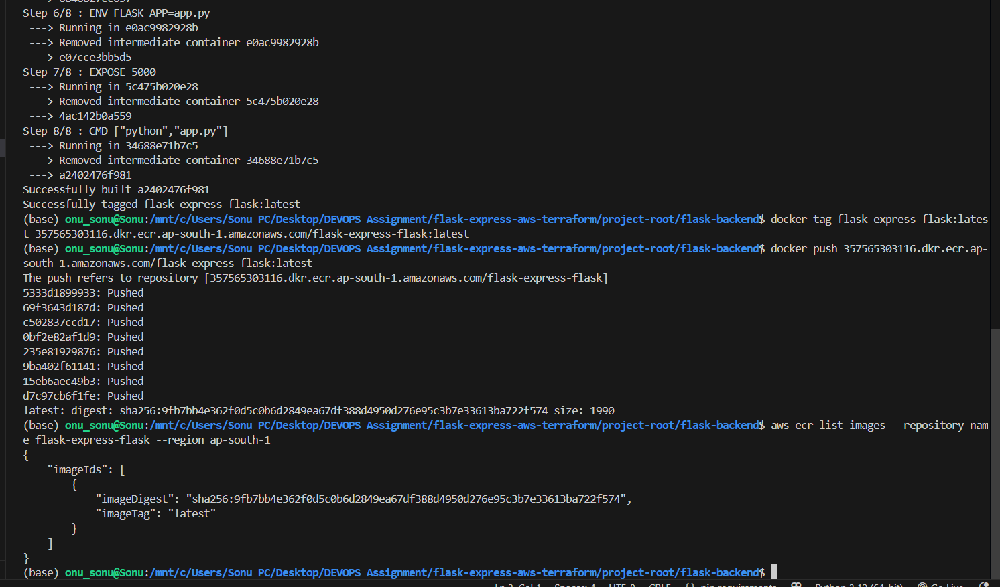 Step 6/8 : ENV FLASK_APP=app.py
 ---> Running in e0ac9982928b
 ---> Removed intermediate container e0ac9982928b
 ---> e07cce3bb5d5
Step 7/8 : EXPOSE 5000
 ---> Running in 5c475b020e28
 ---> Removed intermediate container 5c475b020e28
 ---> 4ac142b0a559
Step 8/8 : CMD ["python","app.py"]
 ---> Running in 34688e71b7c5
 ---> Removed intermediate container 34688e71b7c5
 ---> a2402476f981
Successfully built a2402476f981
Successfully tagged flask-express-flask:latest
(base) onu_sonu@Sonu:/mnt/c/Users/Sonu PC/Desktop/DEVOPS Assignment/flask-express-aws-terraform/project-root/flask-backend$ docker tag flask-express-flask:lates
t 357565303116.dkr.ecr.ap-south-1.amazonaws.com/flask-express-flask:latest
(base) onu_sonu@Sonu:/mnt/c/Users/Sonu PC/Desktop/DEVOPS Assignment/flask-express-aws-terraform/project-root/flask-backend$ docker push 357565303116.dkr.ecr.ap-
south-1.amazonaws.com/flask-express-flask:latest
The push refers to repository [357565303116.dkr.ecr.ap-south-1.amazonaws.com/flask-express-flask]
5333d1899933: Pushed
69f3643d187d: Pushed
c502837ccd17: Pushed
0bf2e82af1d9: Pushed
235e81929876: Pushed
9ba402f61141: Pushed
15eb6aec49b3: Pushed
d7c97cb6f1fe: Pushed
latest: digest: sha256:9fb7bb4e362f0d5c0b6d2849ea67df388d4950d276e95c3b7e33613ba722f574 size: 1990
(base) onu_sonu@Sonu:/mnt/c/Users/Sonu PC/Desktop/DEVOPS Assignment/flask-express-aws-terraform/project-root/flask-backend$ aws ecr list-images --repository-nam
e flask-express-flask --region ap-south-1
{
    "imageIds": [
        {
            "imageDigest": "sha256:9fb7bb4e362f0d5c0b6d2849ea67df388d4950d276e95c3b7e33613ba722f574",
            "imageTag": "latest"
        }
    ]
}
(base) onu_sonu@Sonu:/mnt/c/Users/Sonu PC/Desktop/DEVOPS Assignment/flask-express-aws-terraform/project-root/flask-backend$